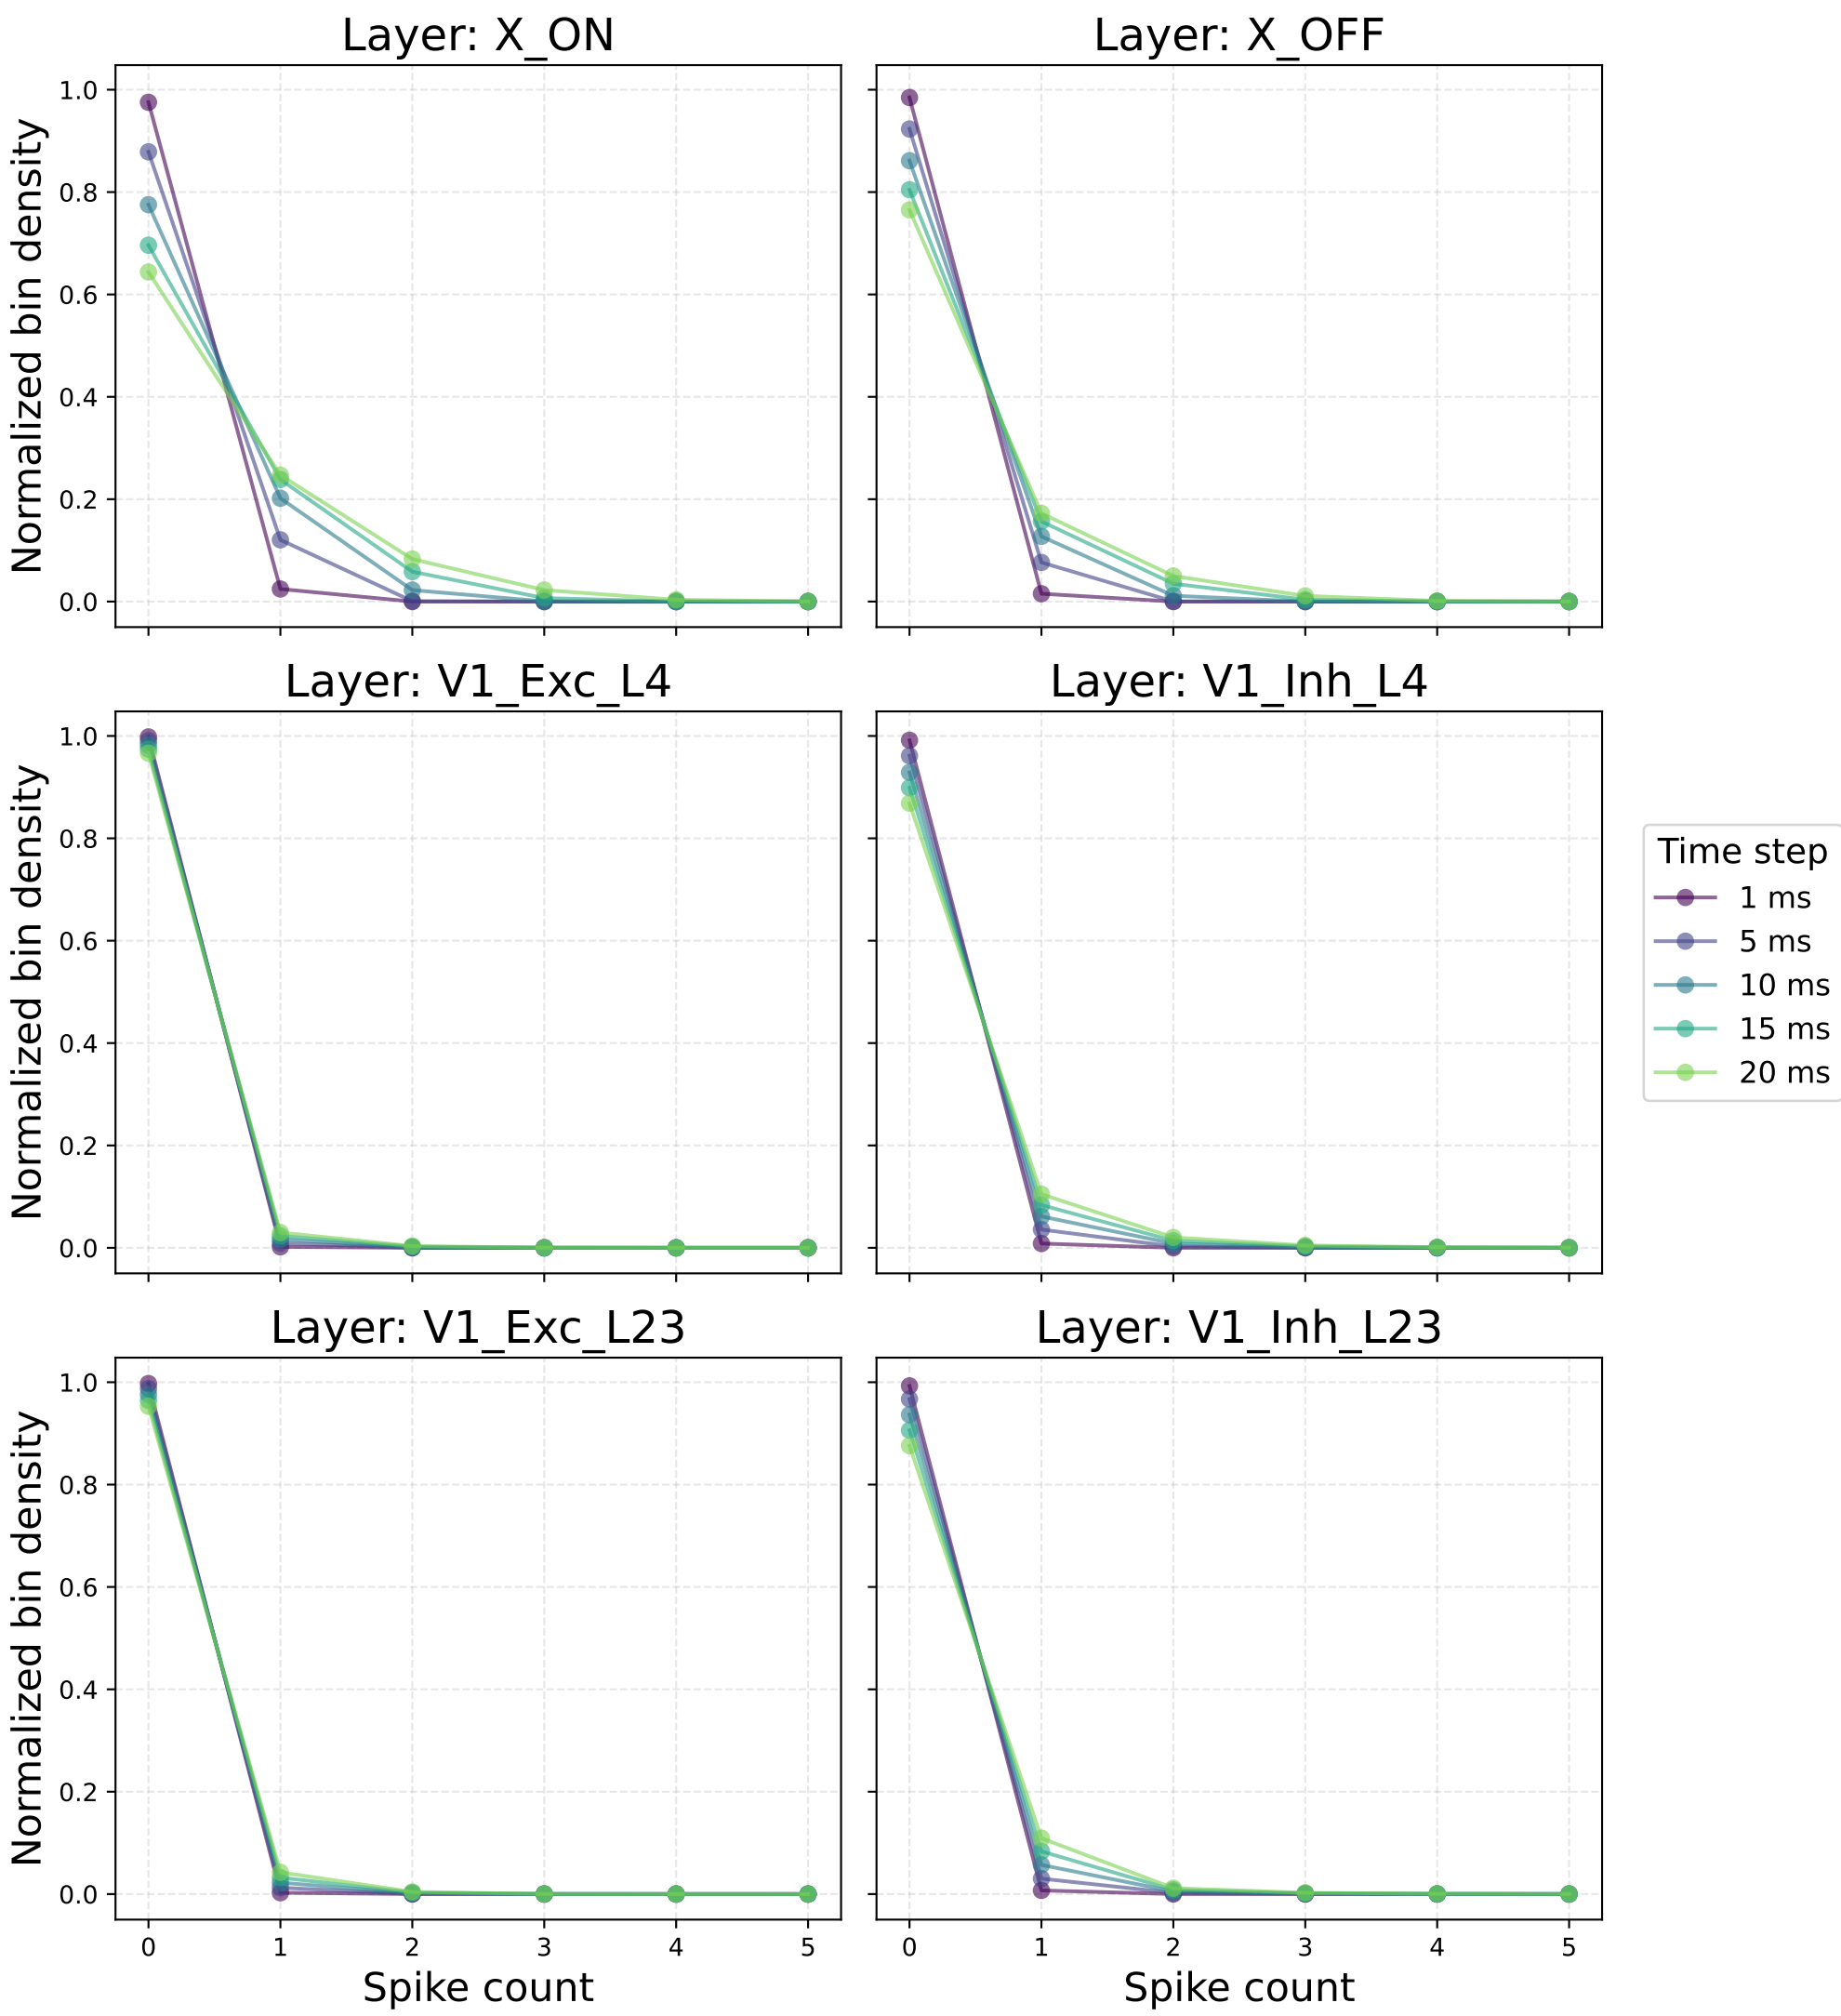 Layer: X_ON
Layer: X_OFF
Normalized bin density
1.0
0.8
0.6
0.4
0.2
0.0
Layer: V1_Exc_L4
Layer: V1_Inh_L4
Normalized bin density
1.0
0.8
0.6
0.4
0.2
0.0
Time step
1 ms
5 ms
10 ms
15 ms
20 ms
Layer: V1_Exc_L23
Layer: V1_Inh_L23
Normalized bin density
1.0
0.8
0.6
0.4
0.2
0.0
0 1 2 3 4 5
0 1 2 3 4 5
Spike count
Spike count